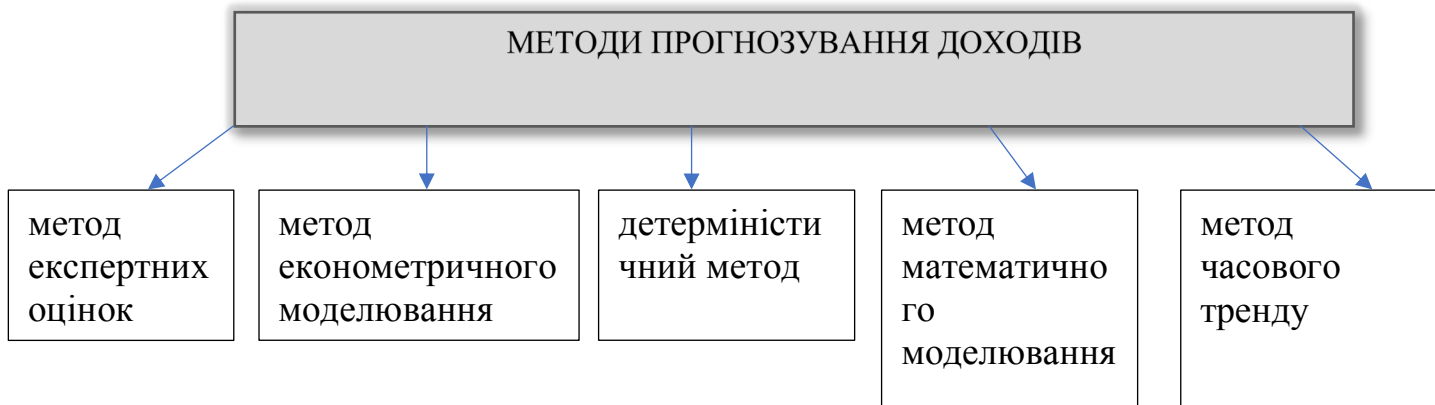 МЕТОДИ ПРОГНОЗУВАННЯ ДОХОДІВ
метод
експертних
оцінок
метод
економетричного
моделювання
детерміністи
чний метод
метод
математично
го
моделювання
метод
часового
тренду